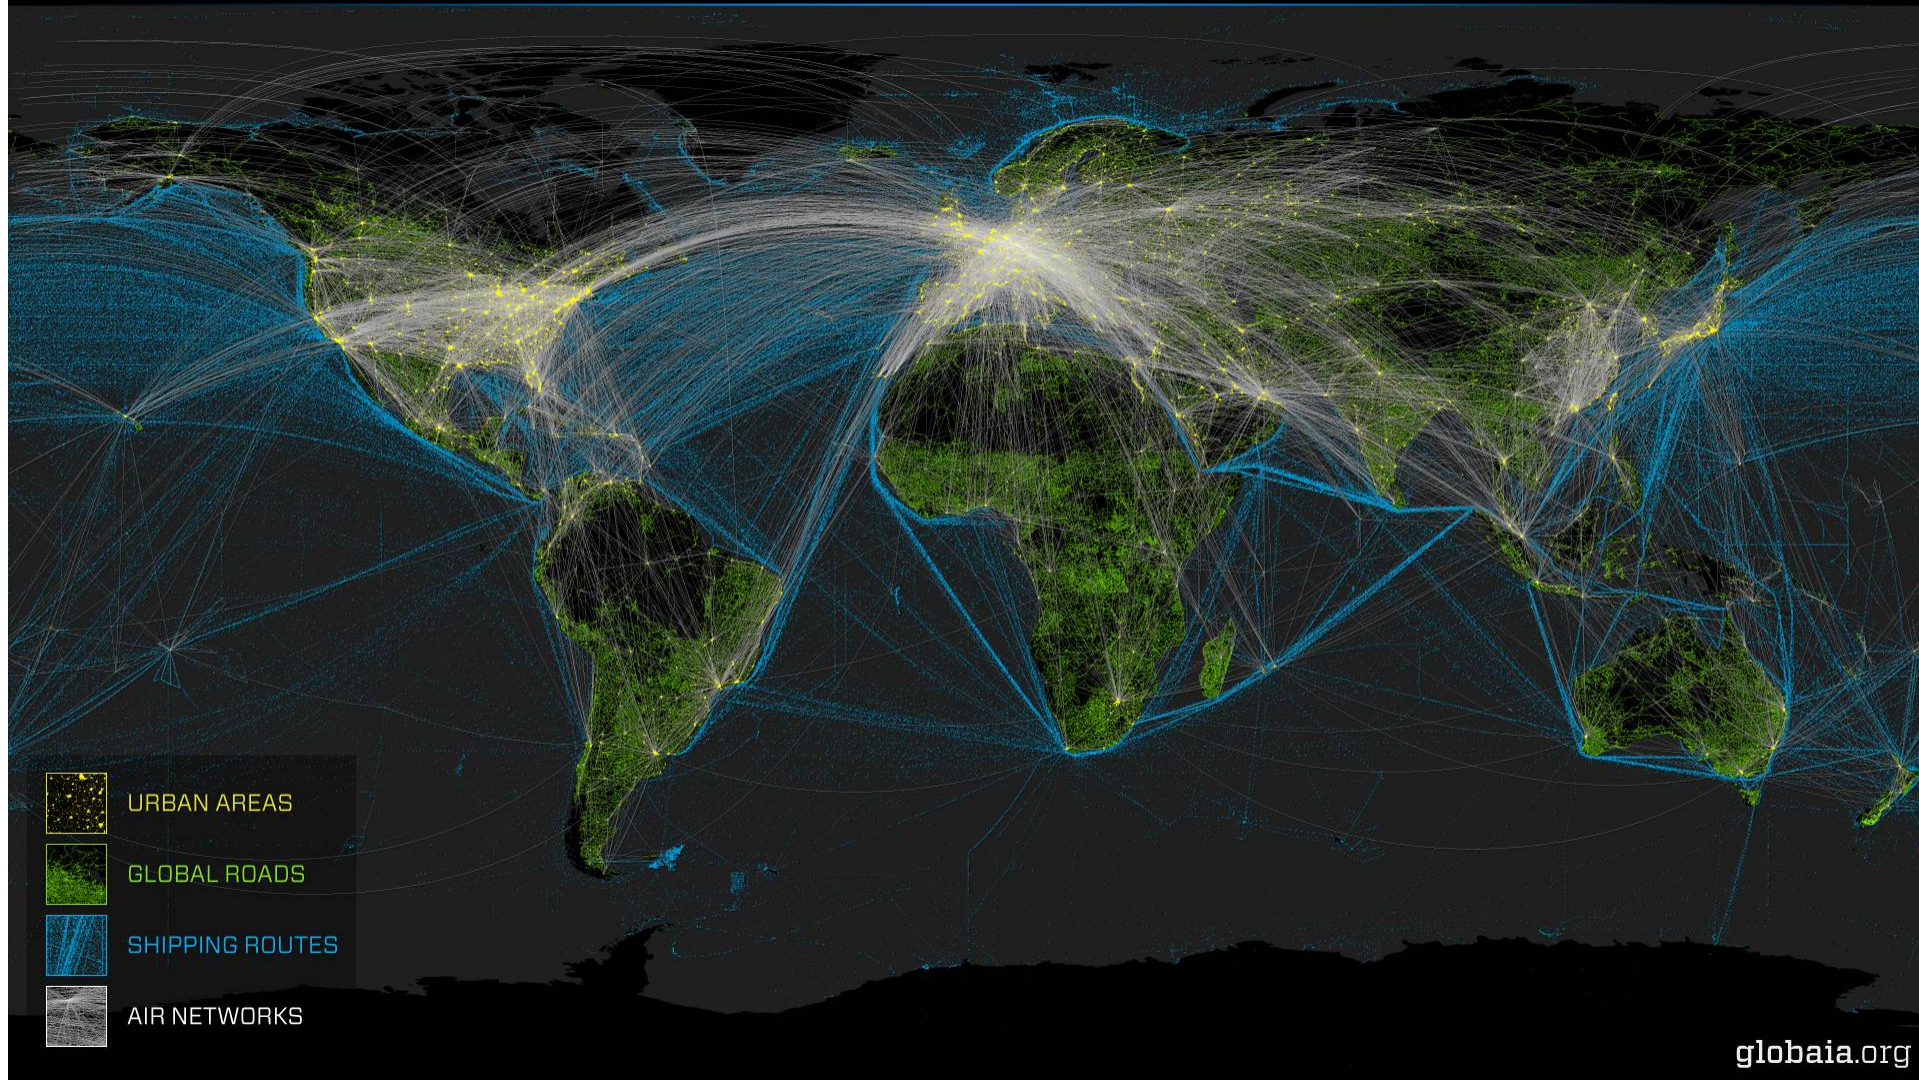 URBAN AREAS
GLOBAL ROADS
SHIPPING ROUTES
AIR NETWORKS
globaia.org